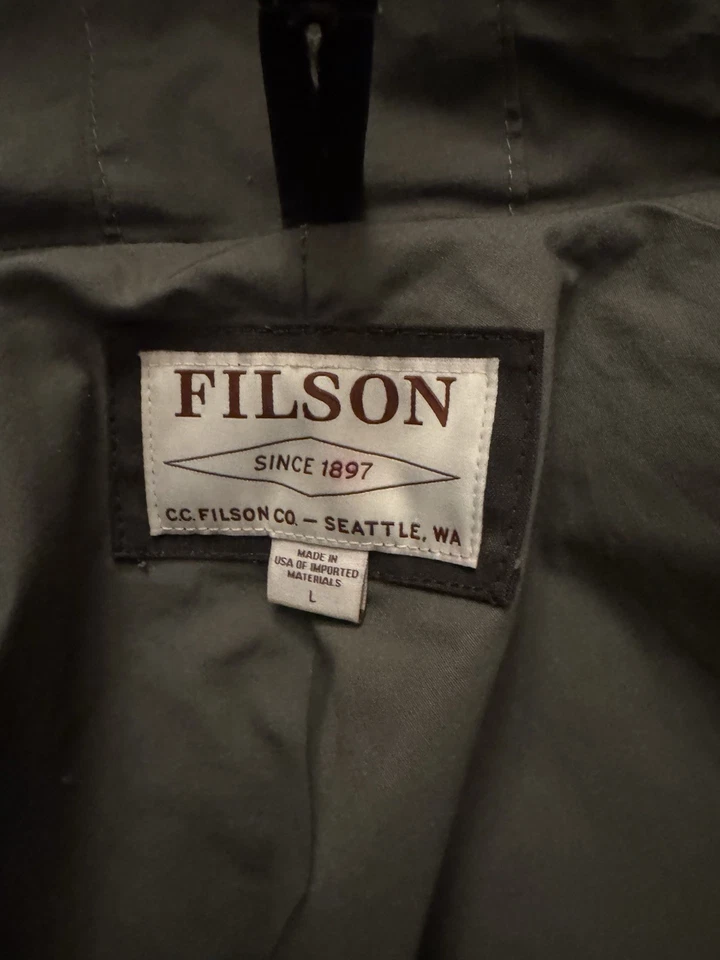 FILSON
SINCE 1897
C.C. FILSON CO. — SEATTLE, WA
MADE IN
USA OF IMPORTED
MATERIALS
L